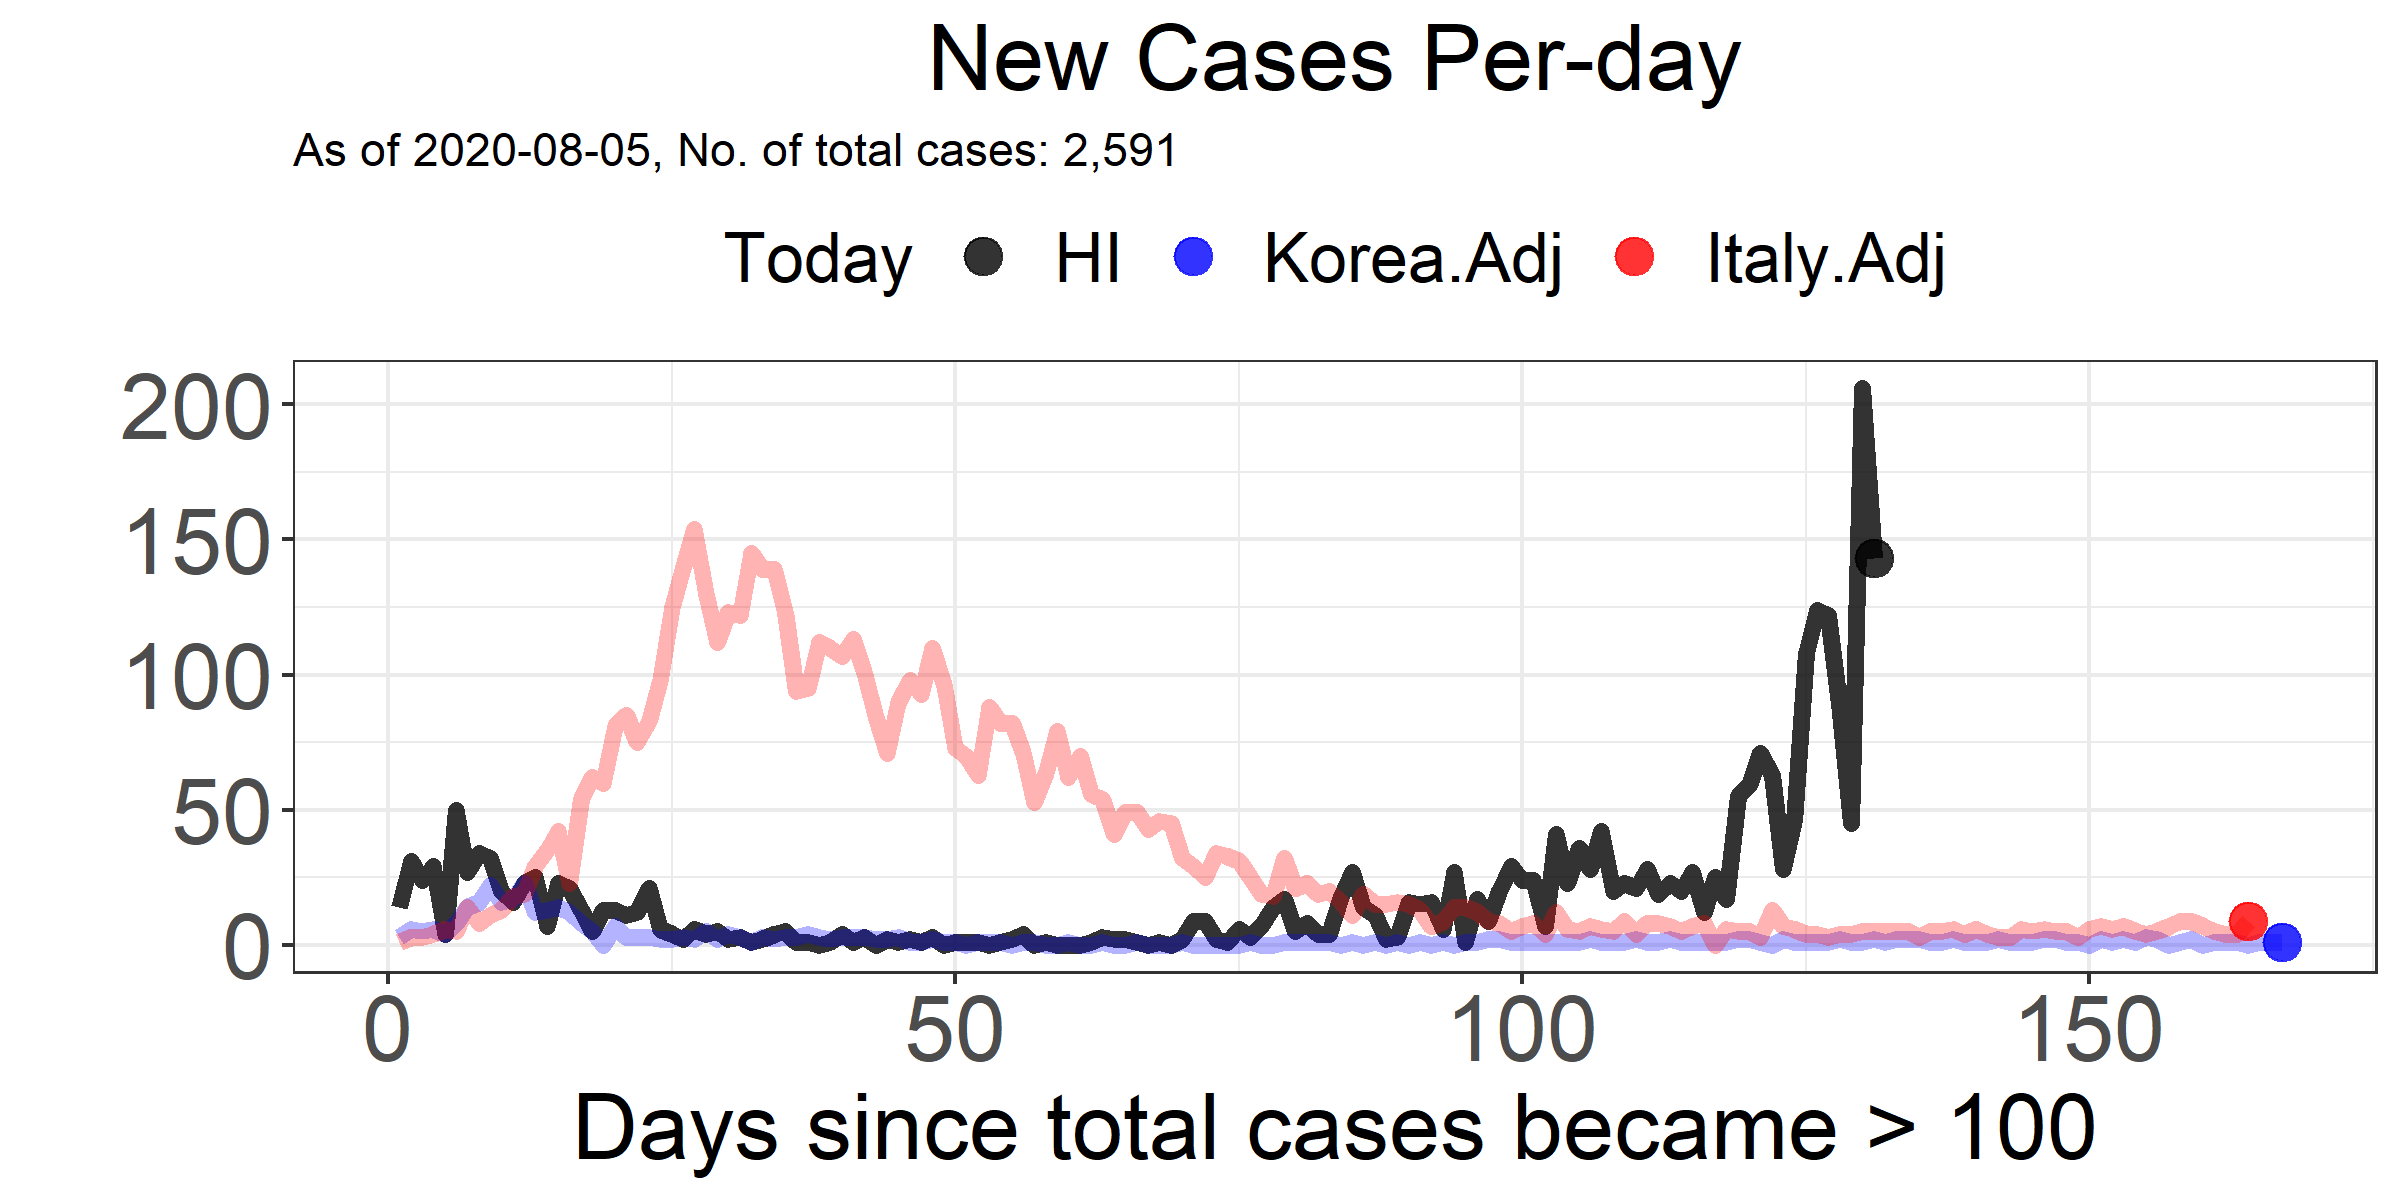 New Cases Per-day
As of 2020-08-05, No. of total cases: 2,591
Today HI Korea.Adj Italy.Adj
200
150
100
50
0
0 50 100 150
Days since total cases became > 100